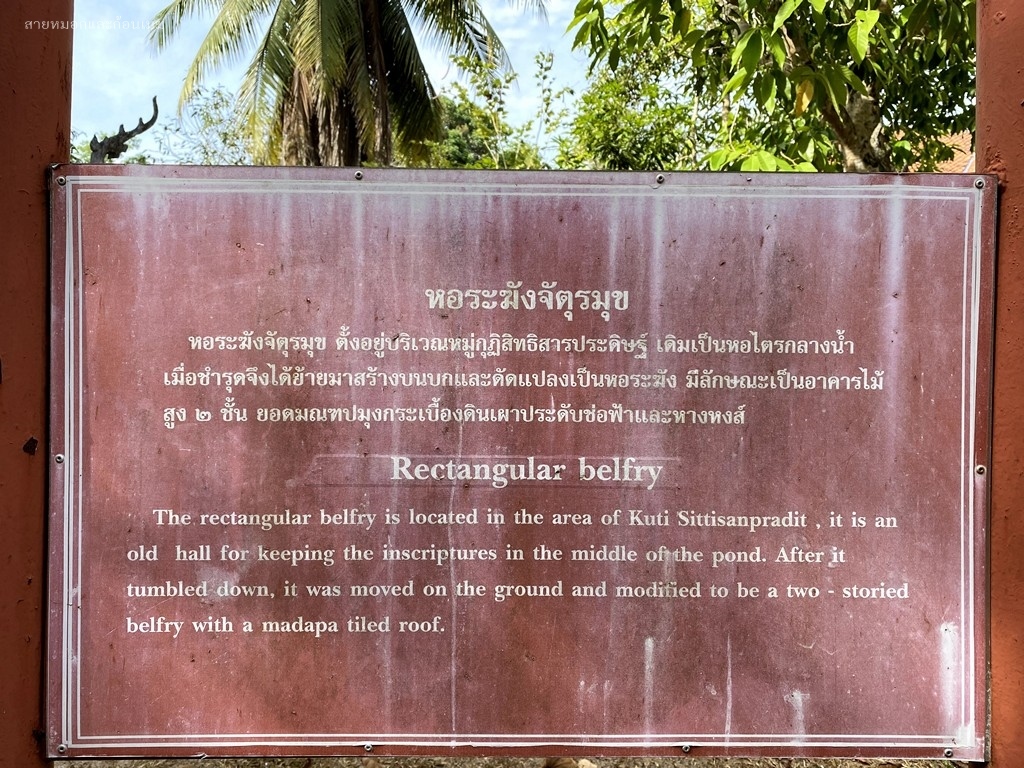 หอระฆังจัตุรมุข
หอระฆังจัตุรมุข ตั้งอยู่บริเวณหมู่กุฏิสิทธิสารประดิษฐ์ เดิมเป็นหอไตรกลางน้ำ
เมื่อชำรุดจึงได้ย้ายมาสร้างบนบกและดัดแปลงเป็นหอระฆัง มีลักษณะเป็นอาคารไม้
สูง ๒ ชั้น ยอดมณฑปมุงกระเบื้องดินเผาประดับช่อฟ้าและหางหงส์
Rectangular belfry
The rectangular belfry is located in the area of Kuti Sittisanpradit , it is an
old hall for keeping the inscriptures in the middle of the pond. After it
tumbled down, it was moved on the ground and modified to be a two - storied
belfry with a madapa tiled roof.